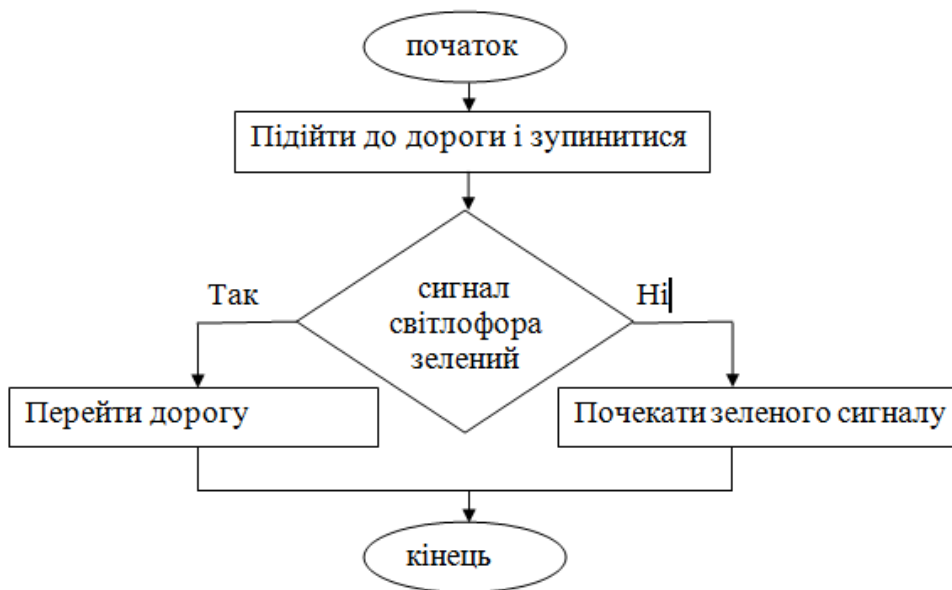 початок
Підійти до дороги і зупинитися
Так
Ні
сигнал
світлофора
зелений
Перейти дорогу
Почекати зеленого сигналу
кінець